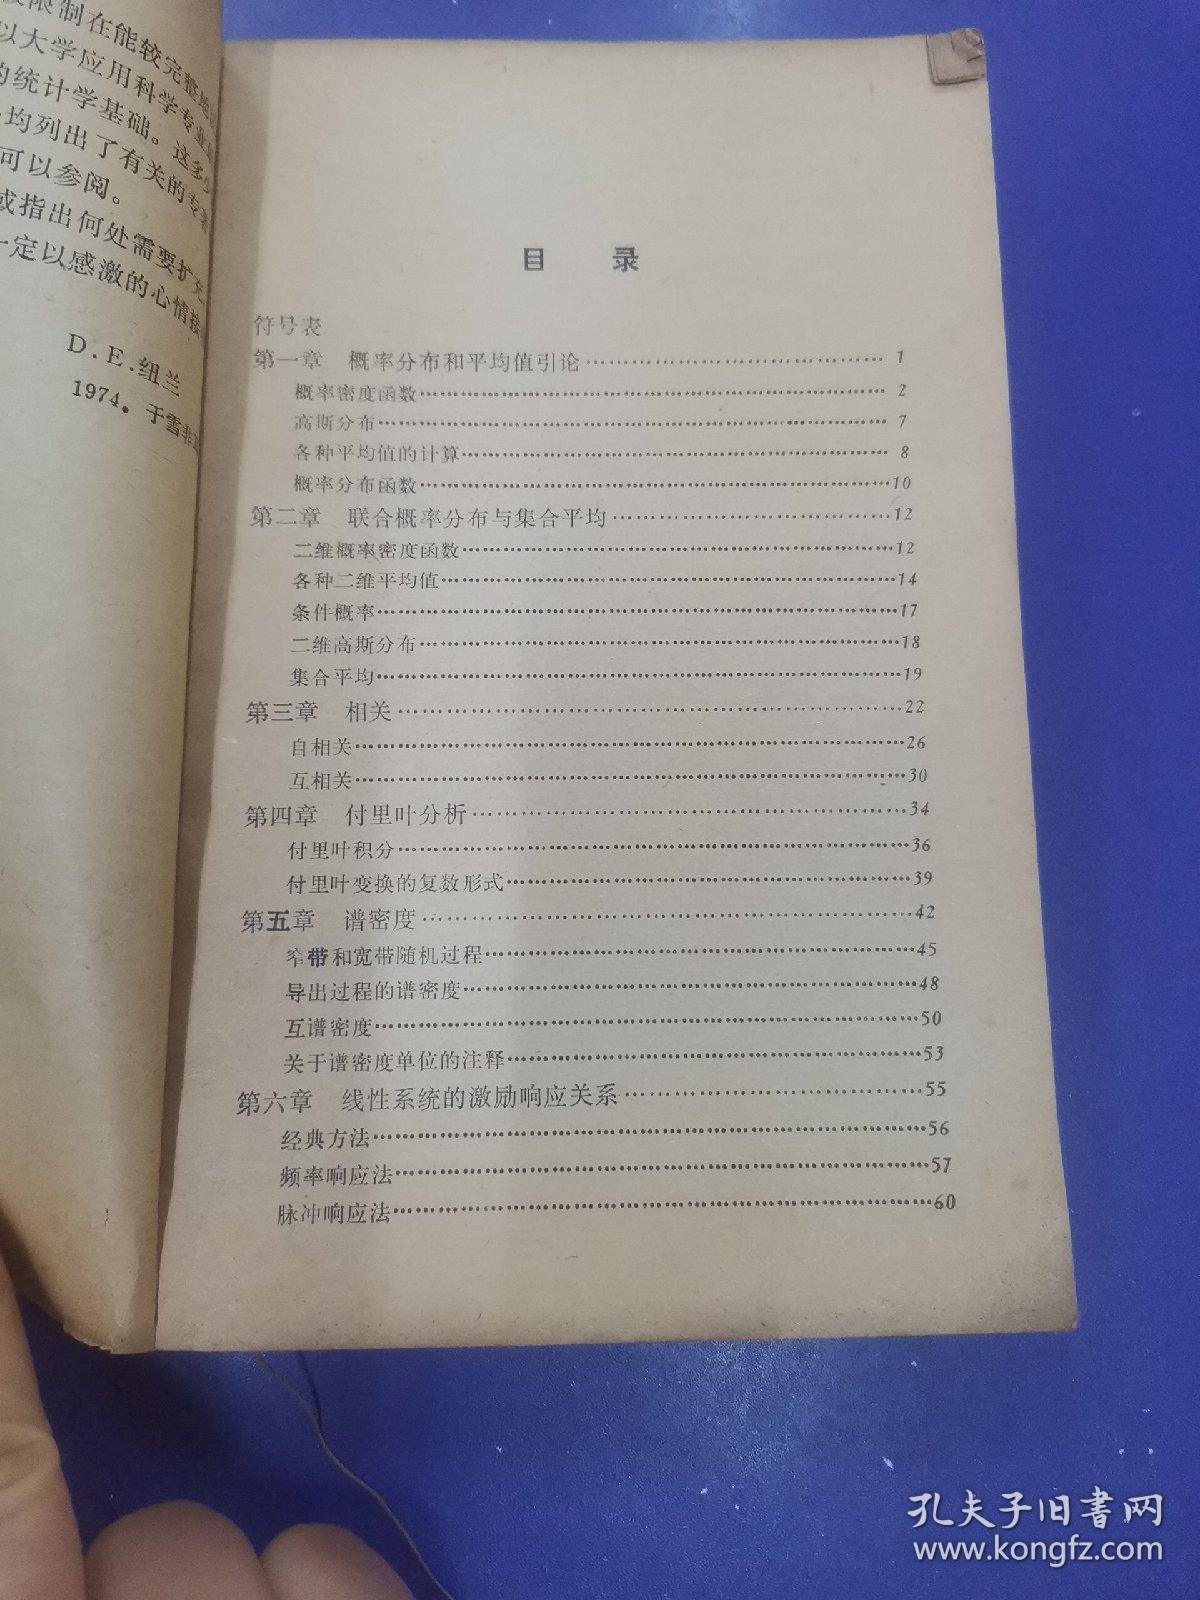 限制在能较完整地
以大学应用科学专业
的统计学基础。这多少
均列出了有关的专著
可以参阅。
或指出何处需要扩充
一定以感激的心情接
D.E.纽兰
1974。于雪非
目 录
符号表
第一章 概率分布和平均值引论……………………………… 1
概率密度函数……………………………………………… 2
高斯分布…………………………………………………… 7
各种平均值的计算………………………………………… 8
概率分布函数………………………………………………10
第二章 联合概率分布与集合平均……………………………12
二维概率密度函数…………………………………………12
各种二维平均值……………………………………………14
条件概率……………………………………………………17
二维高斯分布………………………………………………18
集合平均……………………………………………………19
第三章 相关……………………………………………………22
自相关………………………………………………………26
互相关………………………………………………………30
第四章 付里叶分析……………………………………………34
付里叶积分…………………………………………………36
付里叶变换的复数形式……………………………………39
第五章 谱密度…………………………………………………42
窄带和宽带随机过程………………………………………45
导出过程的谱密度…………………………………………48
互谱密度……………………………………………………50
关于谱密度单位的注释……………………………………53
第六章 线性系统的激励响应关系……………………………55
经典方法……………………………………………………56
频率响应法…………………………………………………57
脉冲响应法…………………………………………………60
孔夫子旧书网
www.kongfz.com